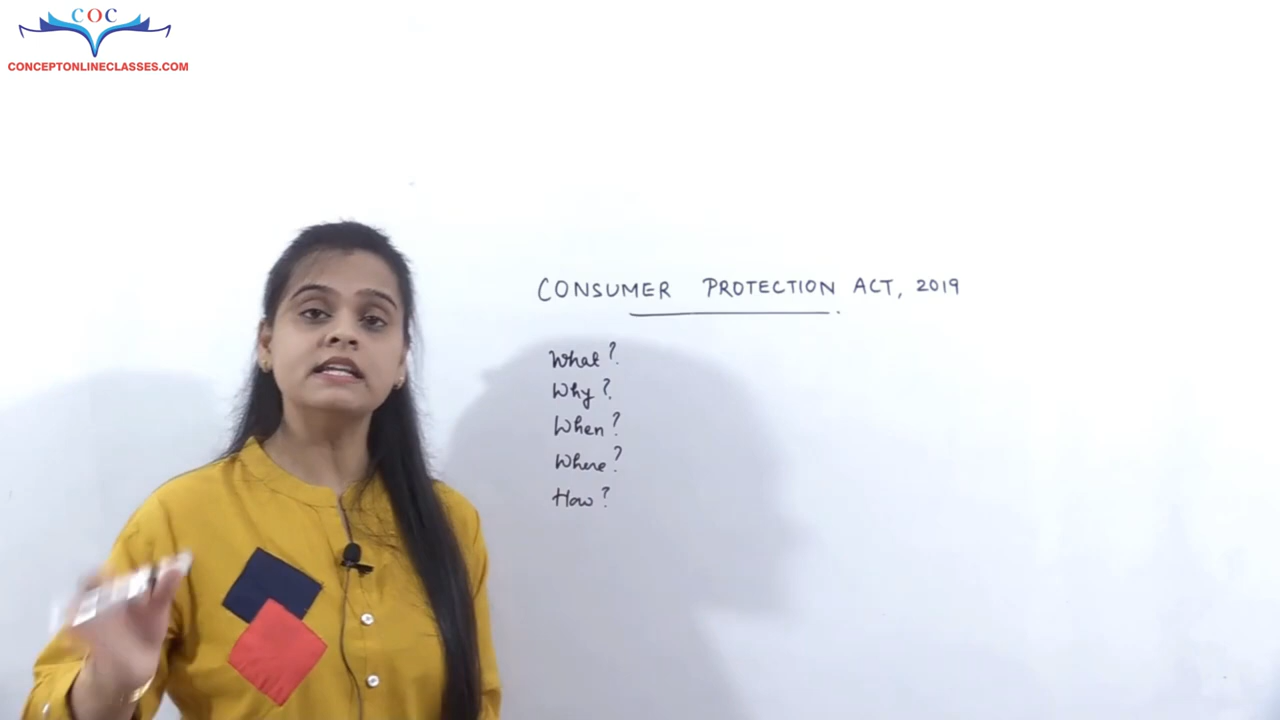 COC
CONCEPTONLINECLASSES.COM
CONSUMER PROTECTION ACT, 2019
What?
Why?
When?
Where?
How?